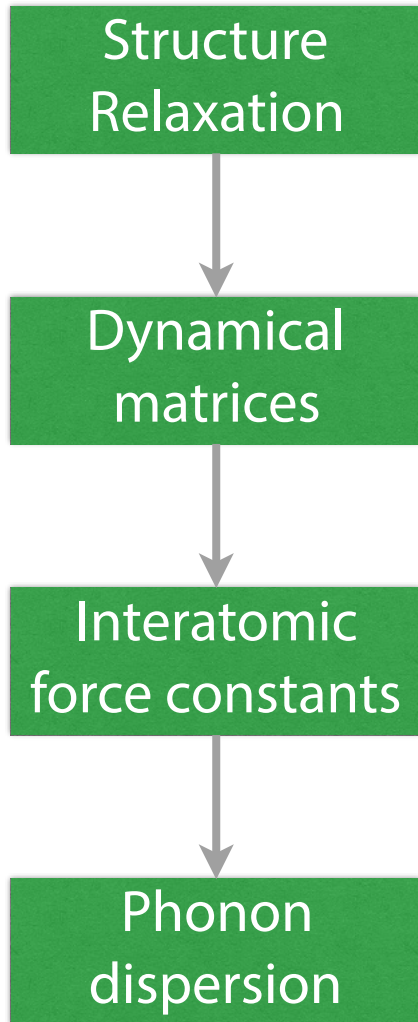 Structure
Relaxation
Dynamical
matrices
Interatomic
force constants
Phonon
dispersion